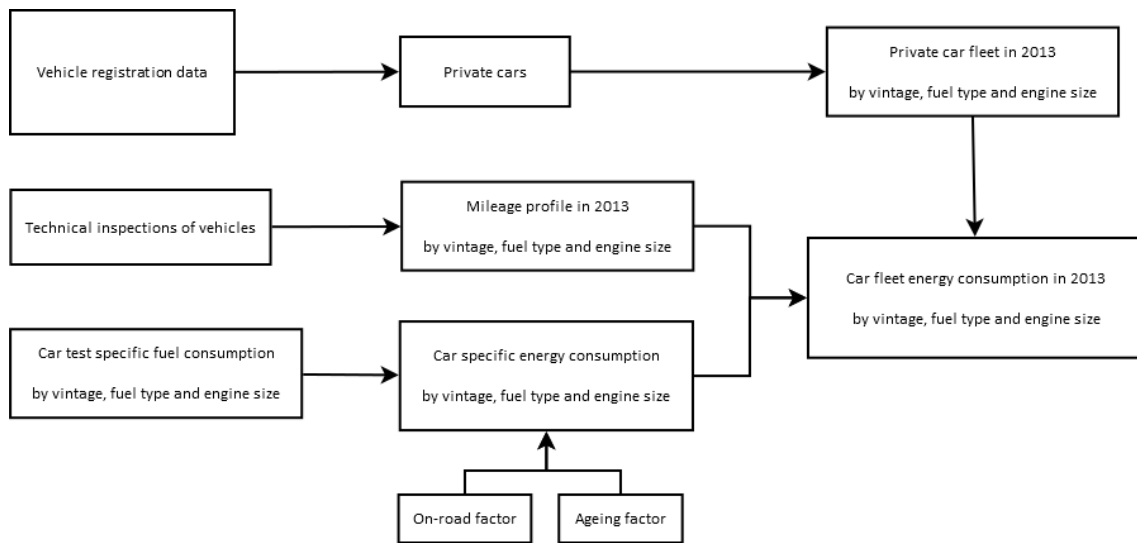 Vehicle registration data
Private cars
Private car fleet in 2013
by vintage, fuel type and engine size
Technical inspections of vehicles
Mileage profile in 2013
by vintage, fuel type and engine size
Car fleet energy consumption in 2013
by vintage, fuel type and engine size
Car test specific fuel consumption
by vintage, fuel type and engine size
Car specific energy consumption
by vintage, fuel type and engine size
On-road factor
Ageing factor